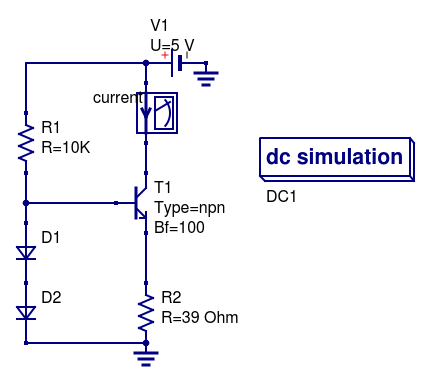 V1
U=5 V
+
current
R1
R=10K
T1
Type=npn
Bf=100
dc simulation
DC1
D1
D2
R2
R=39 Ohm